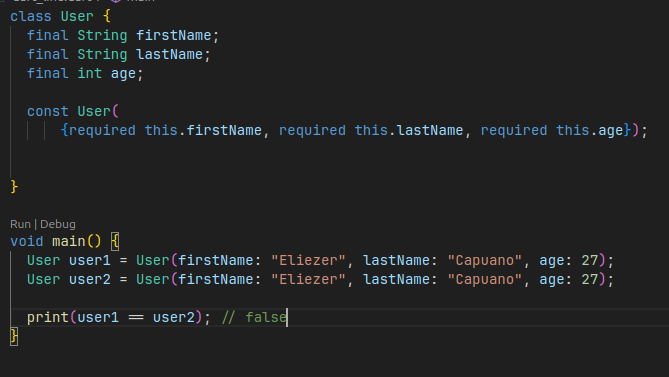 class User {
final String firstName;
final String lastName;
final int age;
const User(
{required this.firstName, required this.lastName, required this.age});
}
Run | Debug
void main() {
User user1 = User(firstName: "Eliezer", lastName: "Capuano", age: 27);
User user2 = User(firstName: "Eliezer", lastName: "Capuano", age: 27);
print(user1 == user2); // false
}